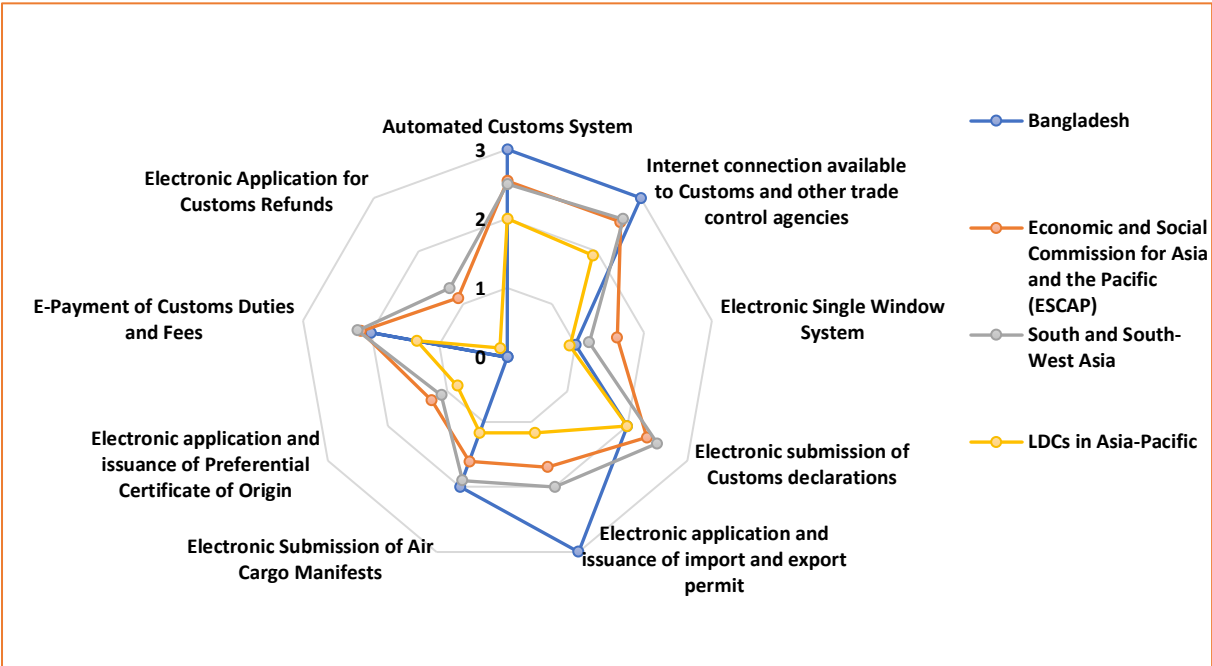 Automated Customs System
3
2
1
0
Internet connection available
to Customs and other trade
control agencies
Electronic Single Window
System
Electronic submission of
Customs declarations
Electronic application and
issuance of import and export
permit
Electronic Submission of Air
Cargo Manifests
Electronic application and
issuance of Preferential
Certificate of Origin
E-Payment of Customs Duties
and Fees
Electronic Application for
Customs Refunds
Bangladesh
Economic and Social
Commission for Asia
and the Pacific
(ESCAP)
South and South-
West Asia
LDCs in Asia-Pacific